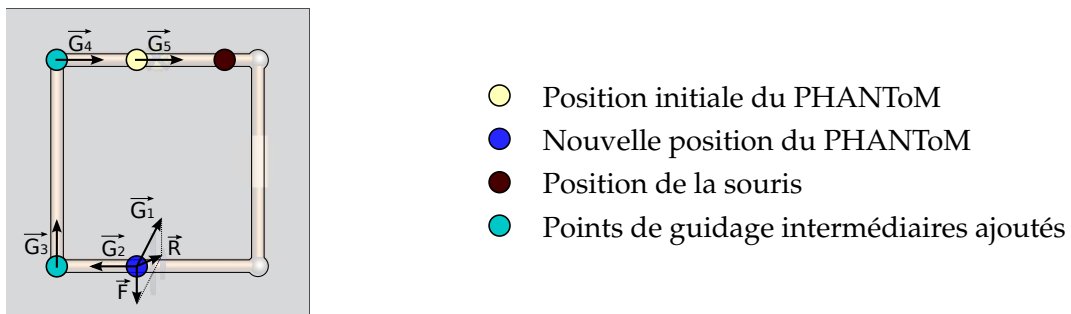 G4 G5
G1
G3 G2 R
F
Position initiale du PHANToM
Nouvelle position du PHANToM
Position de la souris
Points de guidage intermédiaires ajoutés